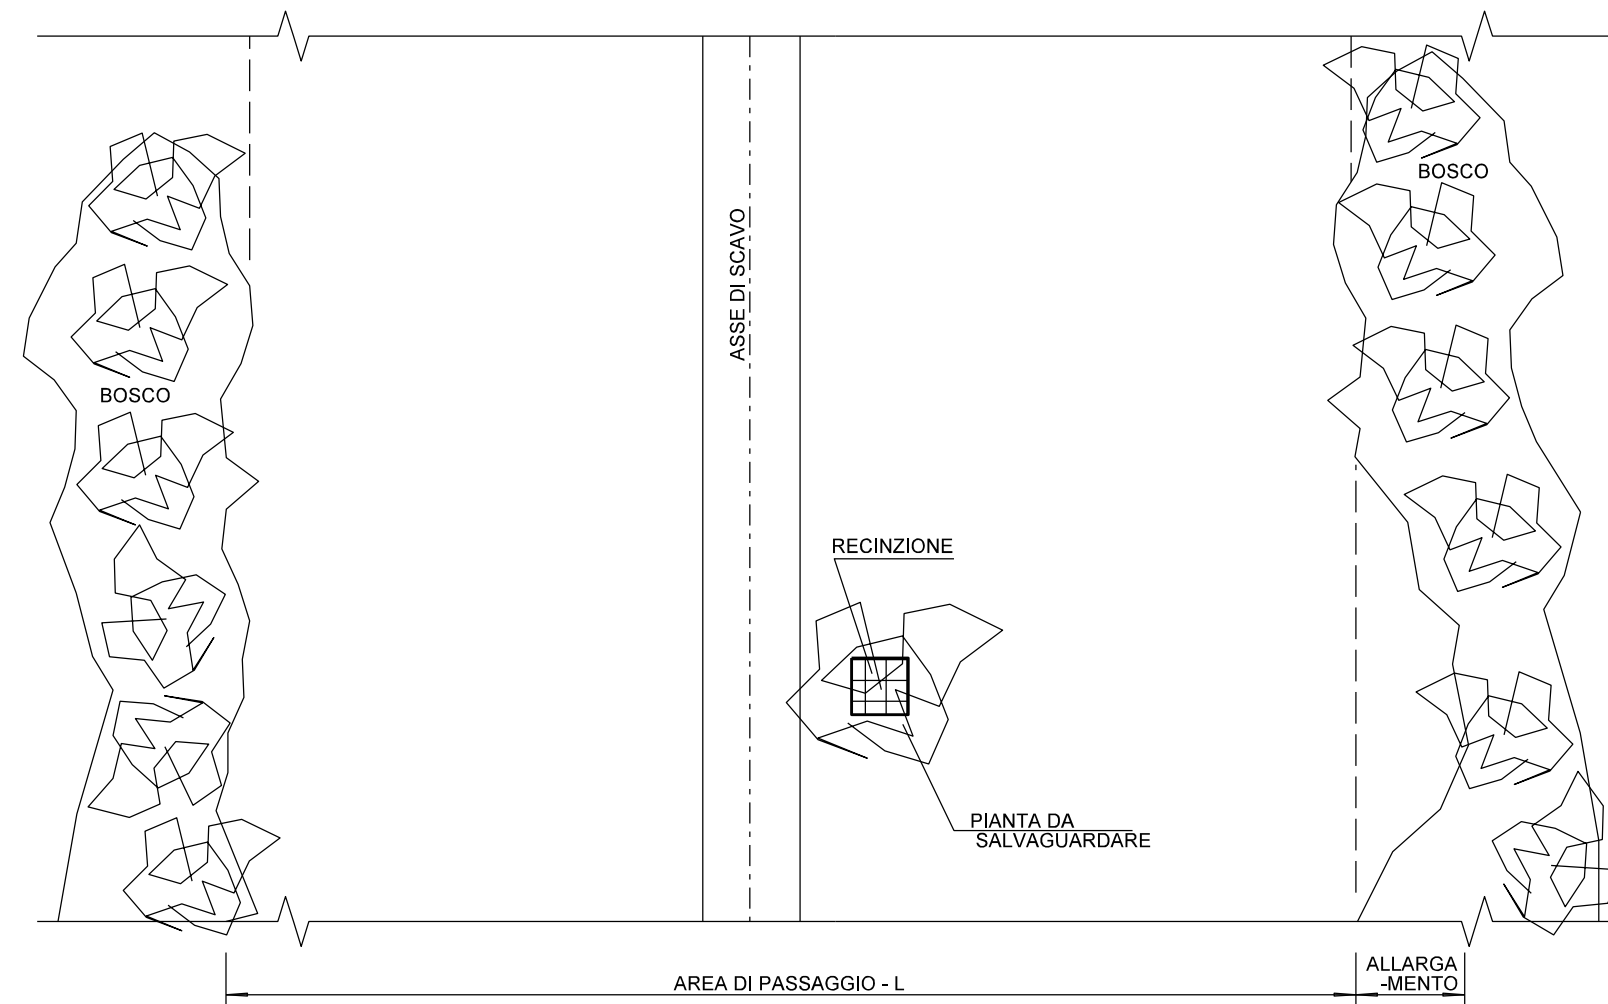 BOSCO
ASSE DI SCAVO
BOSCO
RECINZIONE
PIANTA DA
SALVAGUARDARE
AREA DI PASSAGGIO - L
ALLARGA
-MENTO